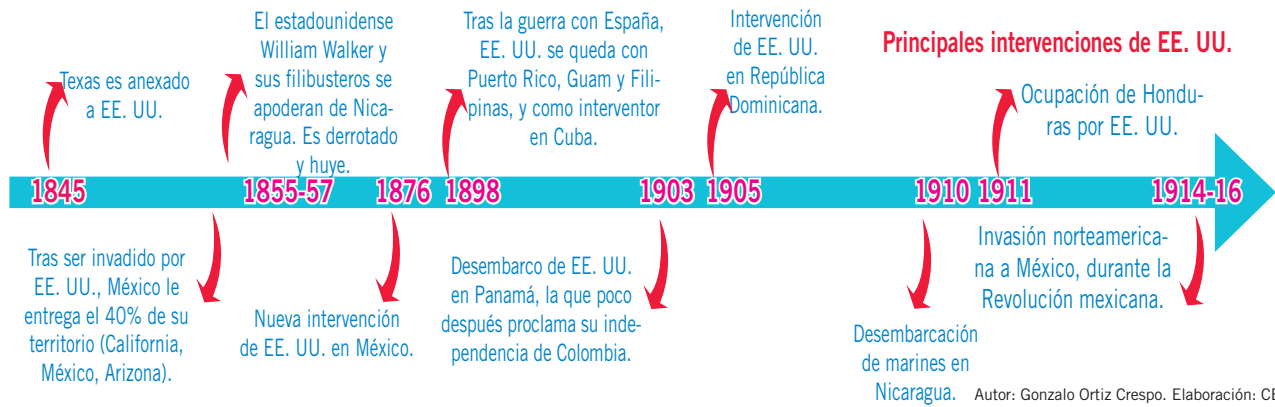 Principales intervenciones de EE. UU.
Texas es anexado
a EE. UU.
El estadounidense
William Walker y
sus filibusteros se
apoderan de Nica-
ragua. Es derrotado
y huye.
Tras la guerra con España,
EE. UU. se queda con
Puerto Rico, Guam y Fili-
pinas, y como interventor
en Cuba.
Intervención
de EE. UU.
en República
Dominicana.
Ocupación de Hondu-
ras por EE. UU.
1845
1855-57
1876
1898
1903
1905
1910
1911
1914-16
Tras ser invadido por
EE. UU., México le
entrega el 40% de su
territorio (California,
México, Arizona).
Nueva intervención
de EE. UU. en México.
Desembarco de EE. UU.
en Panamá, la que poco
después proclama su inde-
pendencia de Colombia.
Desembarcación
de marines en
Nicaragua.
Invasión norteamerica-
na a México, durante la
Revolución mexicana.
Autor: Gonzalo Ortiz Crespo. Elaboración: